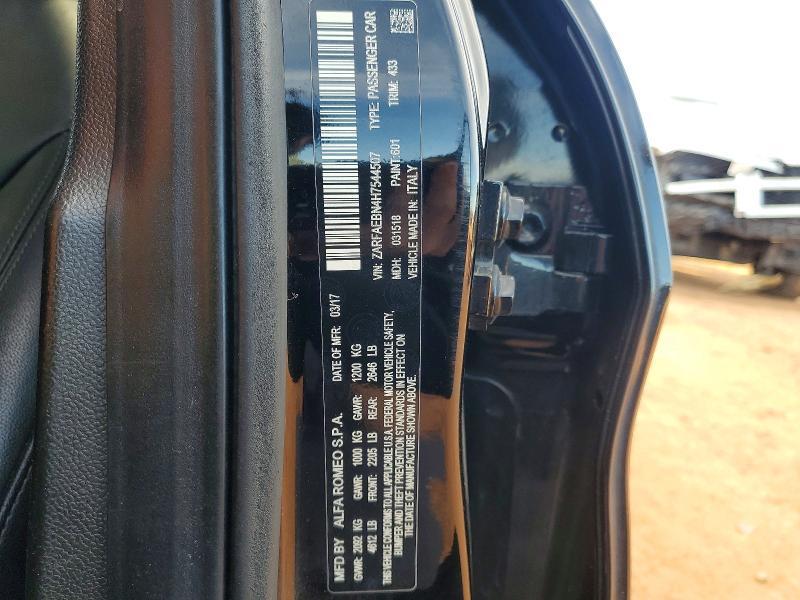 MFD BY ALFA ROMEO S.P.A. DATE OF MFR: 03/17
GVWR: 2092 KG GAWR: 1000 KG GAWR: 1200 KG
4612 LB FRONT: 2205 LB REAR: 2646 LB
THIS VEHICLE CONFORMS TO ALL APPLICABLE U.S.A. FEDERAL MOTOR VEHICLE SAFETY,
BUMPER AND THEFT PREVENTION STANDARDS IN EFFECT ON
THE DATE OF MANUFACTURE SHOWN ABOVE.
VIN: ZARFAEBN4H7544507 TYPE: PASSENGER CAR
MDH: 031518 PAINT: 601 TRIM: 433
VEHICLE MADE IN: ITALY